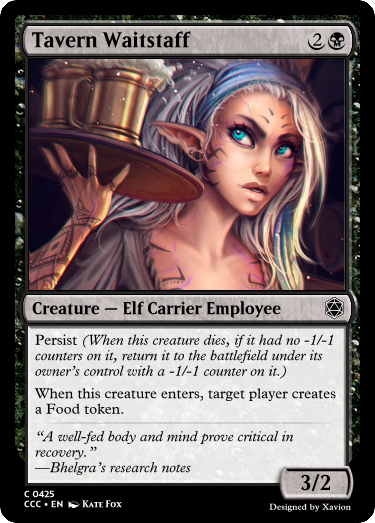 Tavern Waitstaff 2
Creature — Elf Carrier Employee
Persist (When this creature dies, if it had no -1/-1
counters on it, return it to the battlefield under its
owner's control with a -1/-1 counter on it.)
When this creature enters, target player creates
a Food token.
“A well-fed body and mind prove critical in
recovery.”
—Bhelgra's research notes
3/2
C 0425
CCC • EN Kate Fox
Designed by Xavion